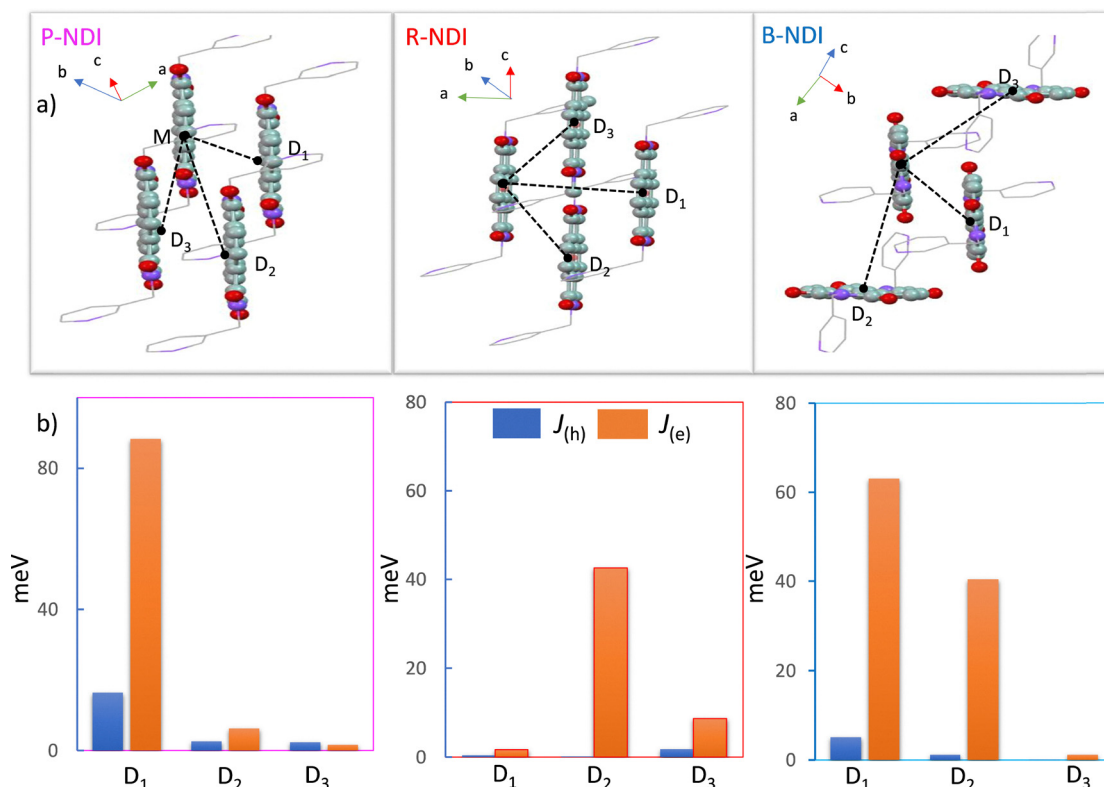 P-NDI
R-NDI
B-NDI
a)
b
c
a
M
D1
D2
D3
a
b
c
D3
D1
D2
a
c
b
D3
D1
D2
b)
J(h)
J(e)
meV
80
40
0
D1
D2
D3
meV
80
60
40
20
0
D1
D2
D3
meV
80
60
40
20
0
D1
D2
D3